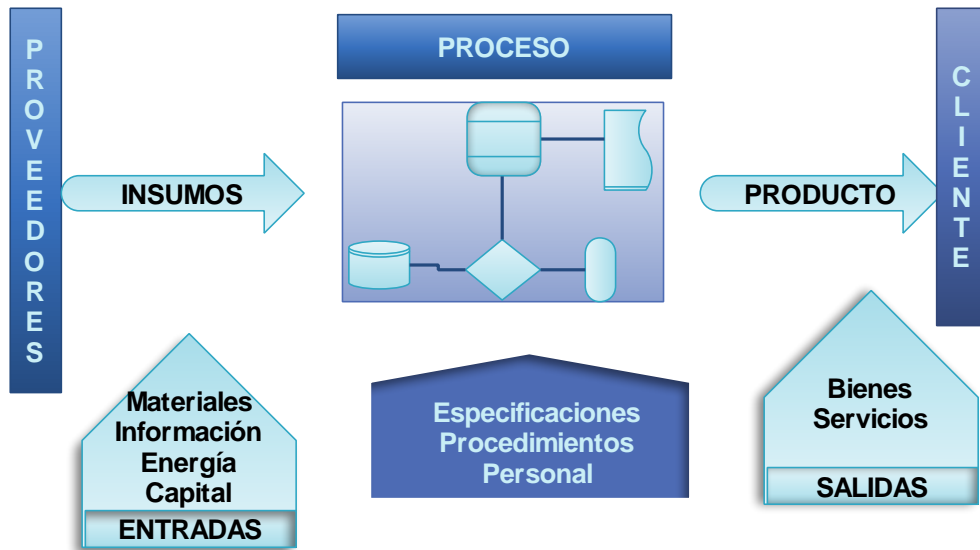 PROVEEDORES
PROCESO
CLIENTE
INSUMOS
PRODUCTO
Materiales
Información
Energía
Capital
ENTRADAS
Especificaciones
Procedimientos
Personal
Bienes
Servicios
SALIDAS